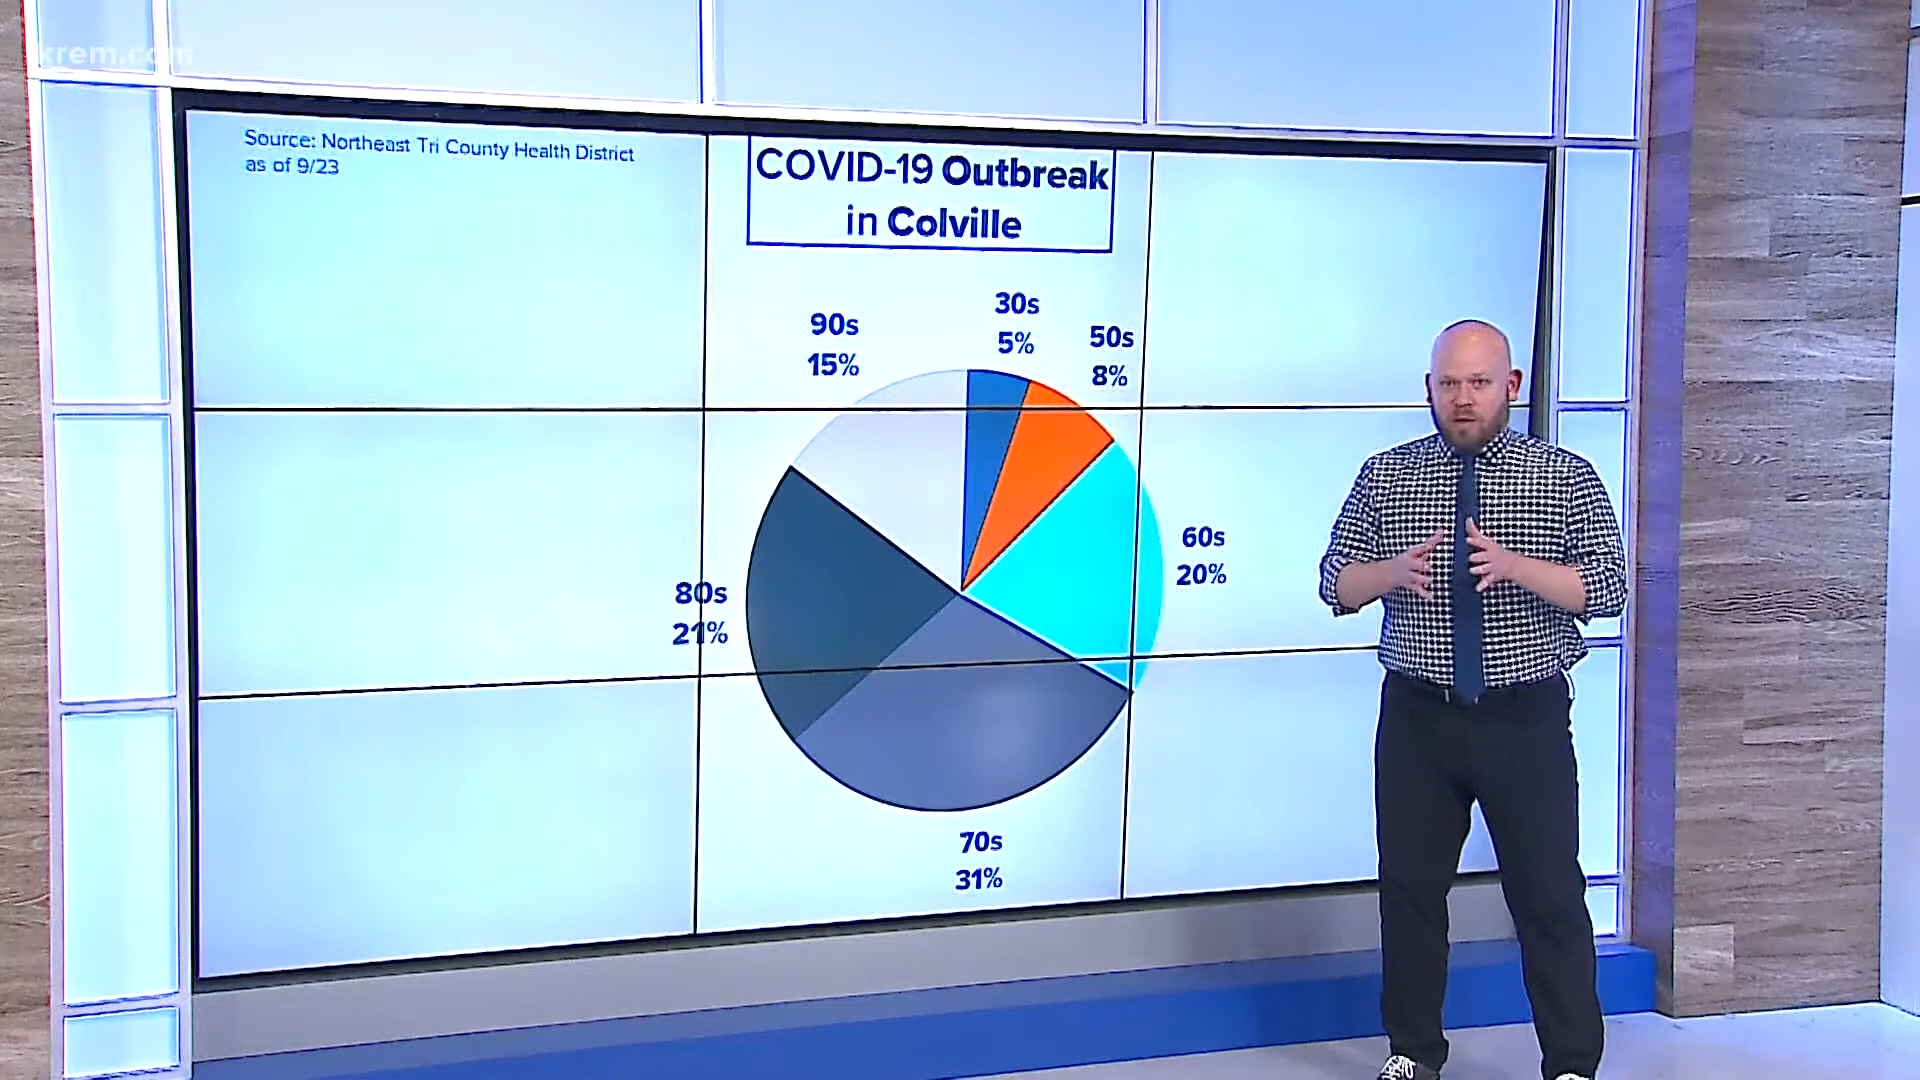 krem.com
Source: Northeast Tri County Health District
as of 9/23
COVID-19 Outbreak
in Colville
30s
5%
90s
15%
50s
8%
60s
20%
80s
21%
70s
31%